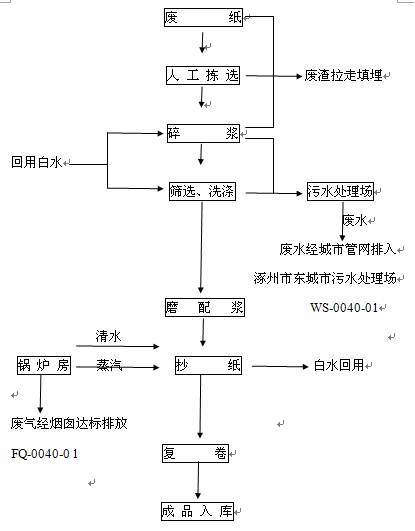 废纸
人工拣选
废渣拉走填埋
碎浆
回用白水
筛选、洗涤
污水处理场
废水
废水经城市管网排入
涿州市东城市污水处理场
WS-0040-01
磨配浆
清水
锅炉房
蒸汽
抄纸
白水回用
废气经烟囱达标排放
FQ-0040-01
复卷
成品入库